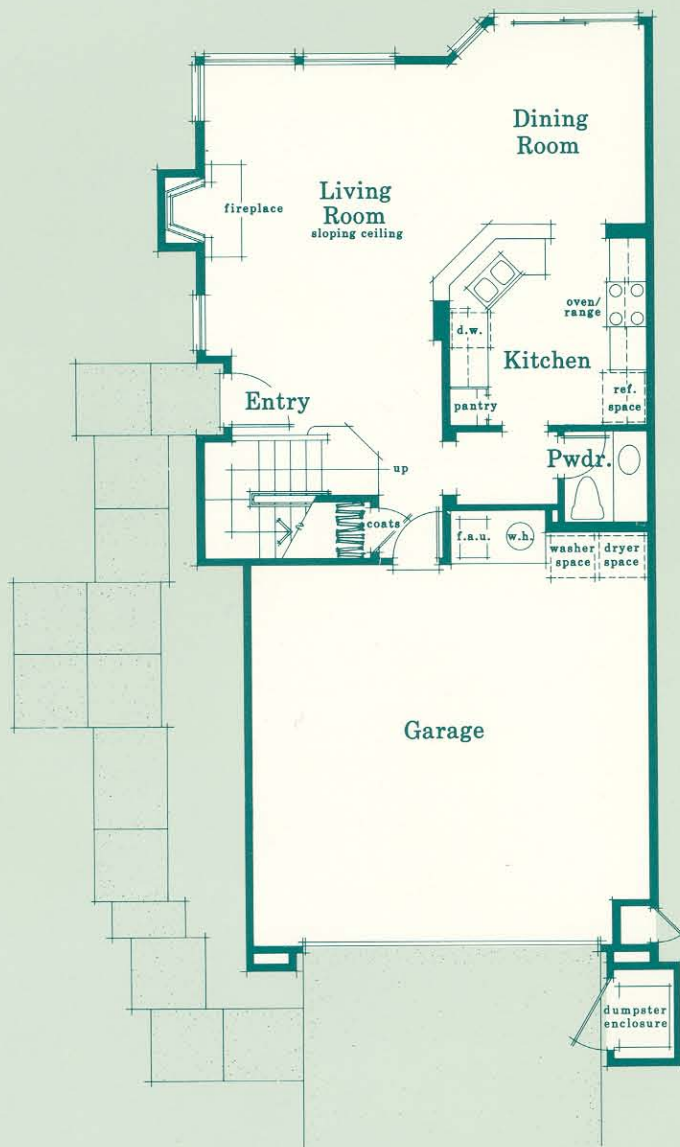 Dining
Room
Living
Room
sloping ceiling
fireplace
oven/
range
d.w.
Kitchen
ref.
space
pantry
Entry
up
Pwdr.
coats
f.a.u.
w.h.
washer
space
dryer
space
Garage
dumpster
enclosure